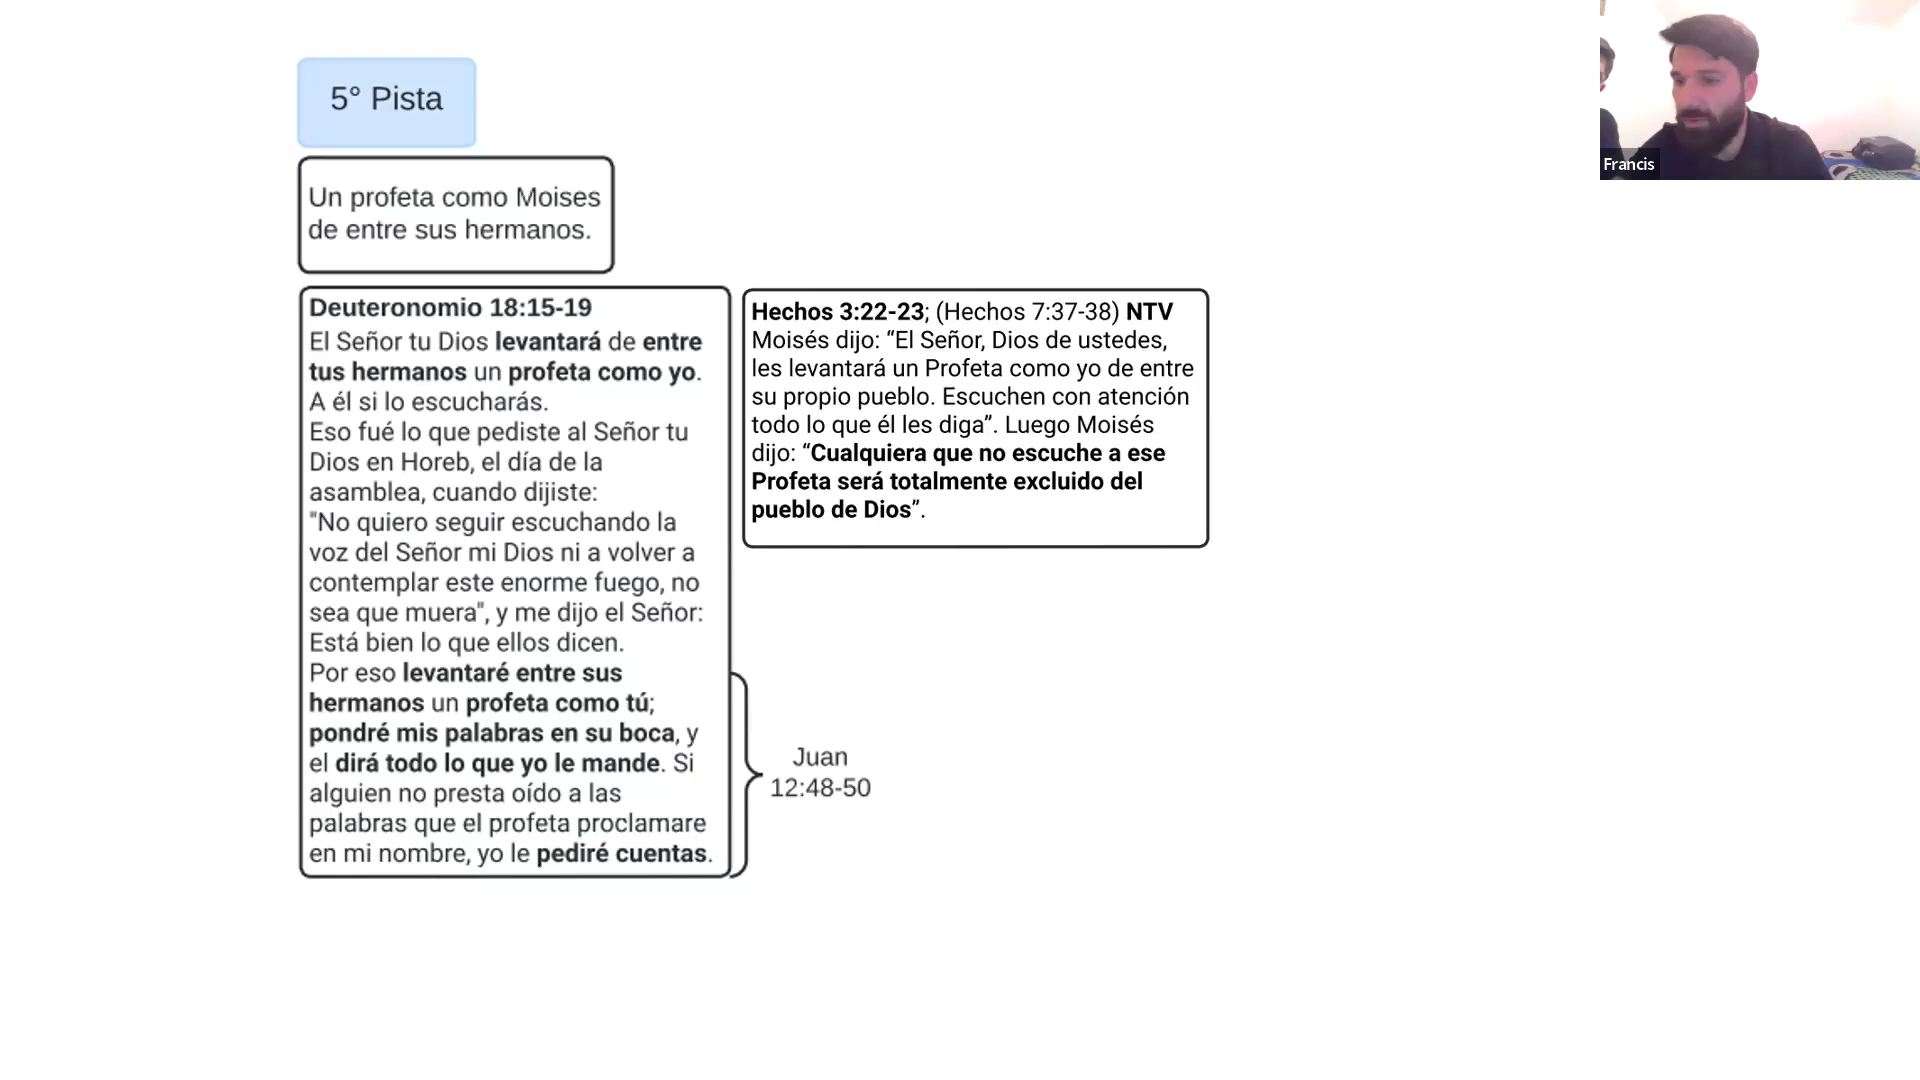 5° Pista
Un profeta como Moises
de entre sus hermanos.
Deuteronomio 18:15-19
El Señor tu Dios levantará de entre
tus hermanos un profeta como yo.
A él si lo escucharás.
Eso fué lo que pediste al Señor tu
Dios en Horeb, el día de la
asamblea, cuando dijiste:
"No quiero seguir escuchando la
voz del Señor mi Dios ni a volver a
contemplar este enorme fuego, no
sea que muera", y me dijo el Señor:
Está bien lo que ellos dicen.
Por eso levantaré entre sus
hermanos un profeta como tú;
pondré mis palabras en su boca, y
el dirá todo lo que yo le mande. Si
alguien no presta oído a las
palabras que el profeta proclamare
en mi nombre, yo le pediré cuentas.
Hechos 3:22-23; (Hechos 7:37-38) NTV
Moisés dijo: “El Señor, Dios de ustedes,
les levantará un Profeta como yo de entre
su propio pueblo. Escuchen con atención
todo lo que él les diga”. Luego Moisés
dijo: “Cualquiera que no escuche a ese
Profeta será totalmente excluido del
pueblo de Dios”.
Juan
12:48-50
Francis